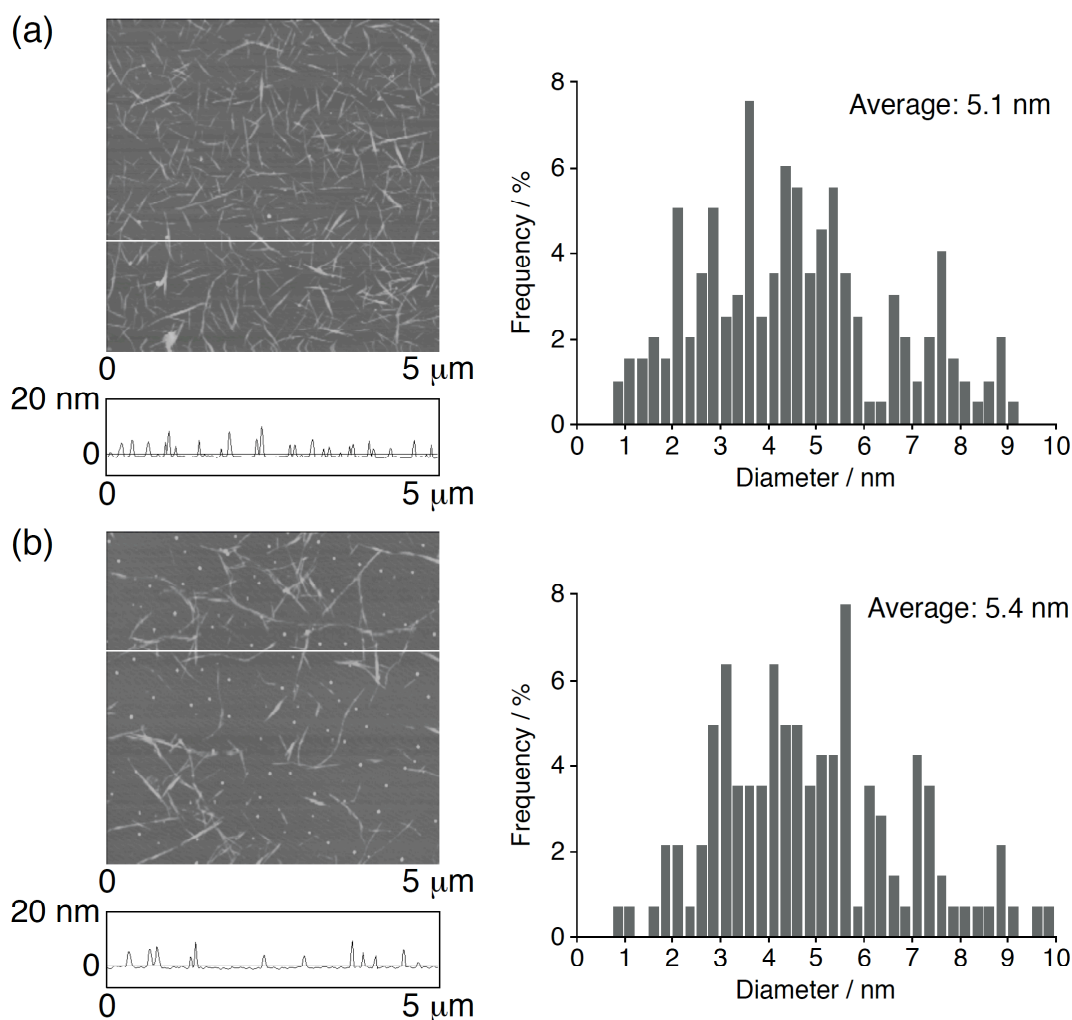 (a)
0 5 μm
20 nm
0
0 5 μm
8
6
4
2
0
Frequency / %
Average: 5.1 nm
0 1 2 3 4 5 6 7 8 9 10
Diameter / nm
(b)
0 5 μm
20 nm
0
0 5 μm
8
6
4
2
0
Frequency / %
Average: 5.4 nm
0 1 2 3 4 5 6 7 8 9 10
Diameter / nm